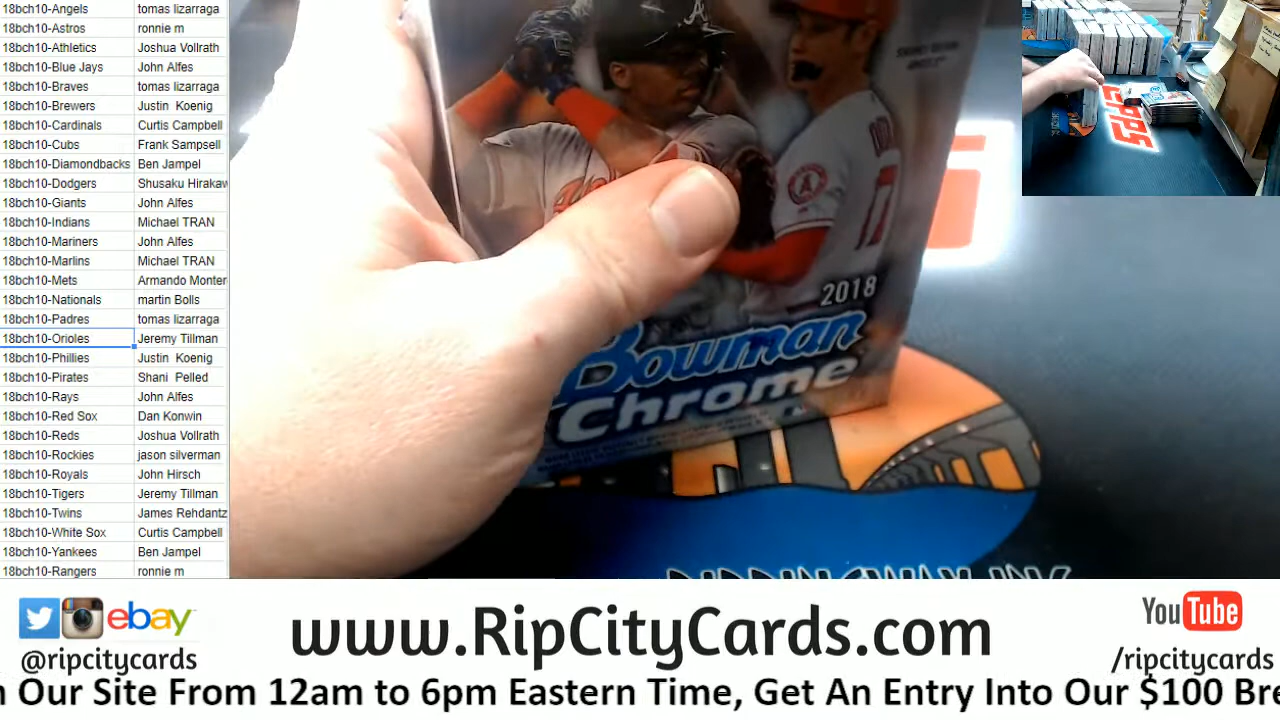 18bch10-Angels tomas lizarraga
18bch10-Astros ronnie m
18bch10-Athletics Joshua Vollrath
18bch10-Blue Jays John Alfes
18bch10-Braves tomas lizarraga
18bch10-Brewers Justin Koenig
18bch10-Cardinals Curtis Campbell
18bch10-Cubs Frank Sampsell
18bch10-Diamondbacks Ben Jampel
18bch10-Dodgers Shusaku Hirakaw
18bch10-Giants John Alfes
18bch10-Indians Michael TRAN
18bch10-Mariners John Alfes
18bch10-Marlins Michael TRAN
18bch10-Mets Armando Monter
18bch10-Nationals martin Bolls
18bch10-Padres tomas lizarraga
18bch10-Orioles Jeremy Tillman
18bch10-Phillies Justin Koenig
18bch10-Pirates Shani Pelled
18bch10-Rays John Alfes
18bch10-Red Sox Dan Konwin
18bch10-Reds Joshua Vollrath
18bch10-Rockies jason silverman
18bch10-Royals John Hirsch
18bch10-Tigers Jeremy Tillman
18bch10-Twins James Rehdantz
18bch10-White Sox Curtis Campbell
18bch10-Yankees Ben Jampel
18bch10-Rangers ronnie m
17
2018
Bowman
Chrome
ebay
@ripcitycards
www.RipCityCards.com
YouTube
/ripcitycards
n Our Site From 12am to 6pm Eastern Time, Get An Entry Into Our $100 Bre